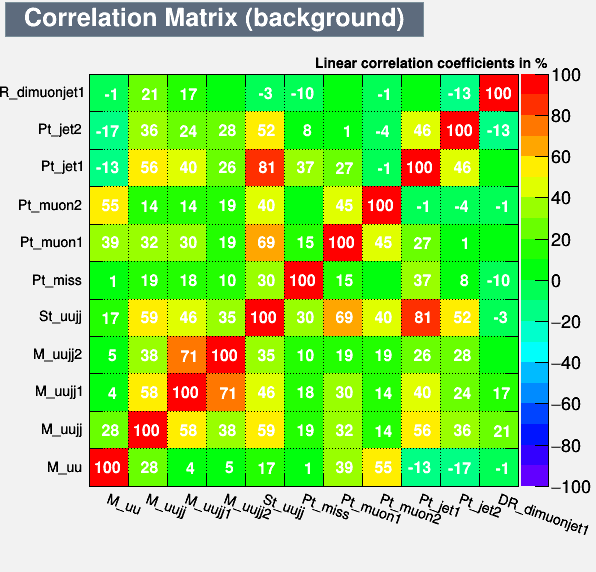 Correlation Matrix (background)
Linear correlation coefficients in %
R_dimuonjet1 -1 21 17 -3 -10 -1 -13 100
Pt_jet2 -17 36 24 28 52 8 1 -4 46 100 -13
Pt_jet1 -13 56 40 26 81 37 27 -1 100 46
Pt_muon2 55 14 14 19 40 45 100 -1 -4 -1
Pt_muon1 39 32 30 19 69 15 100 45 27 1
Pt_miss 1 19 18 10 30 100 15 37 8 -10
St_uujj 17 59 46 35 100 30 69 40 81 52 -3
M_uujj2 5 38 71 100 35 10 19 19 26 28
M_uujj1 4 58 100 71 46 18 30 14 40 24 17
M_uujj 28 100 58 38 59 19 32 14 56 36 21
M_uu 100 28 4 5 17 1 39 55 -13 -17 -1
M_uu M_uujj M_uujj1 M_uujj2 St_uujj Pt_miss Pt_muon1 Pt_muon2 Pt_jet1 Pt_jet2 DR_dimuonjet1
100
80
60
40
20
0
−20
−40
−60
−80
−100